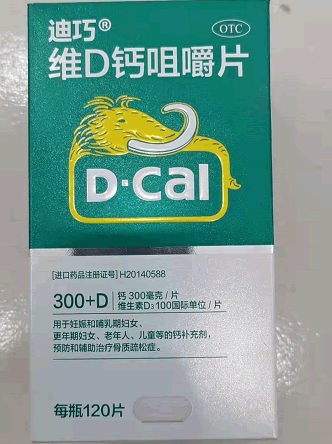 迪巧®
OTC
维D钙咀嚼片
D·Cal
[进口药品注册证号] H20140588
300+D
钙 300毫克/片
维生素D₃100国际单位/片
用于妊娠和哺乳期妇女、
更年期妇女、老年人、儿童等的钙补充剂,
预防和辅助治疗骨质疏松症。
每瓶120片